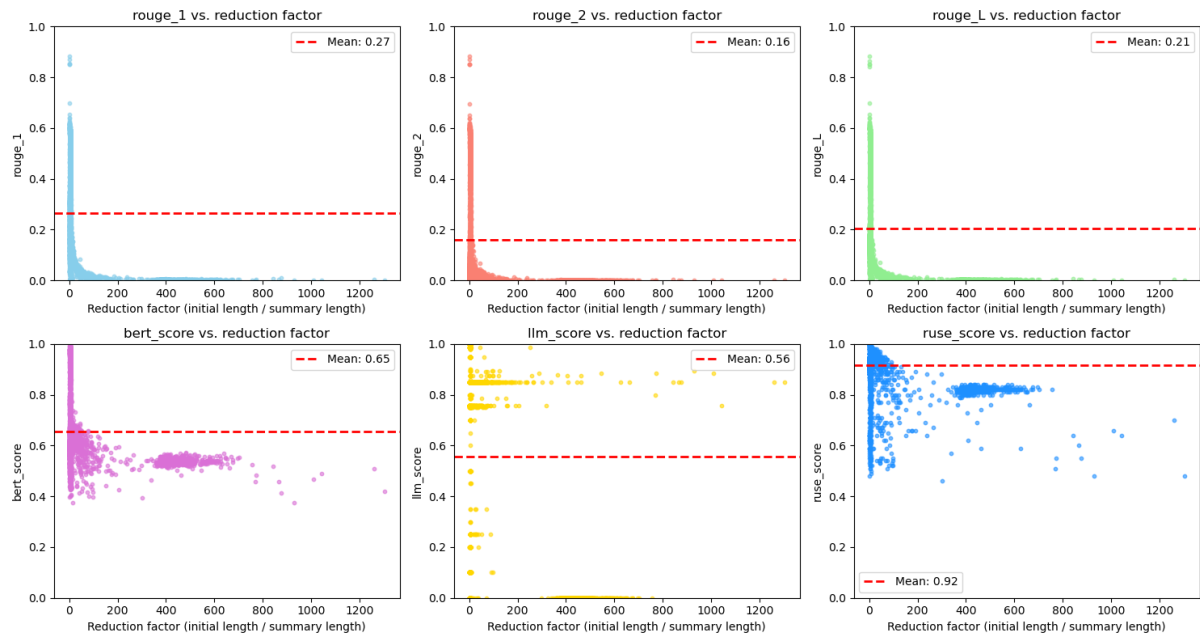 rouge_1 vs. reduction factor
rouge_1
1.0
0.8
0.6
0.4
0.2
0.0
Mean: 0.27
0 200 400 600 800 1000 1200
Reduction factor (initial length / summary length)
rouge_2 vs. reduction factor
rouge_2
1.0
0.8
0.6
0.4
0.2
0.0
Mean: 0.16
0 200 400 600 800 1000 1200
Reduction factor (initial length / summary length)
rouge_L vs. reduction factor
rouge_L
1.0
0.8
0.6
0.4
0.2
0.0
Mean: 0.21
0 200 400 600 800 1000 1200
Reduction factor (initial length / summary length)
bert_score vs. reduction factor
bert_score
1.0
0.8
0.6
0.4
0.2
0.0
Mean: 0.65
0 200 400 600 800 1000 1200
Reduction factor (initial length / summary length)
llm_score vs. reduction factor
llm_score
1.0
0.8
0.6
0.4
0.2
0.0
Mean: 0.56
0 200 400 600 800 1000 1200
Reduction factor (initial length / summary length)
ruse_score vs. reduction factor
ruse_score
1.0
0.8
0.6
0.4
0.2
0.0
Mean: 0.92
0 200 400 600 800 1000 1200
Reduction factor (initial length / summary length)